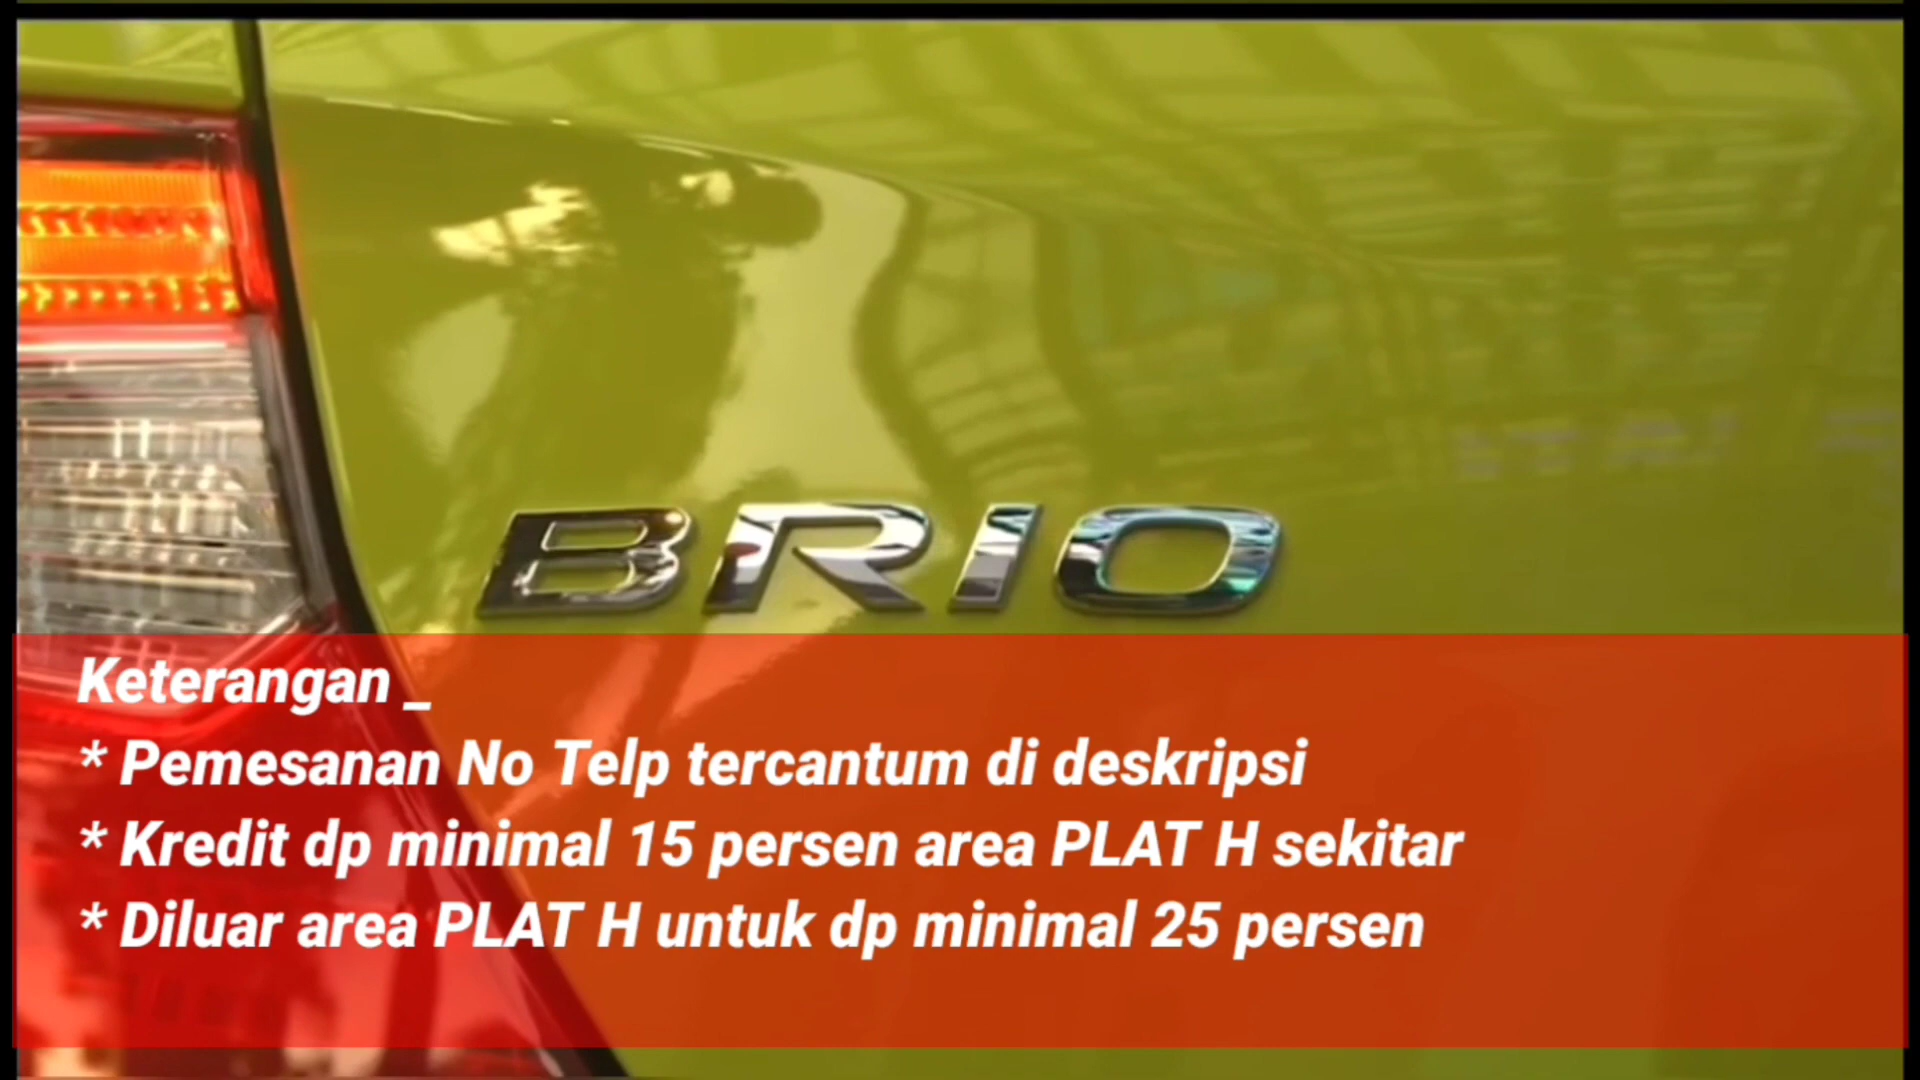 BRIO
Keterangan _
* Pemesanan No Telp tercantum di deskripsi
* Kredit dp minimal 15 persen area PLAT H sekitar
* Diluar area PLAT H untuk dp minimal 25 persen